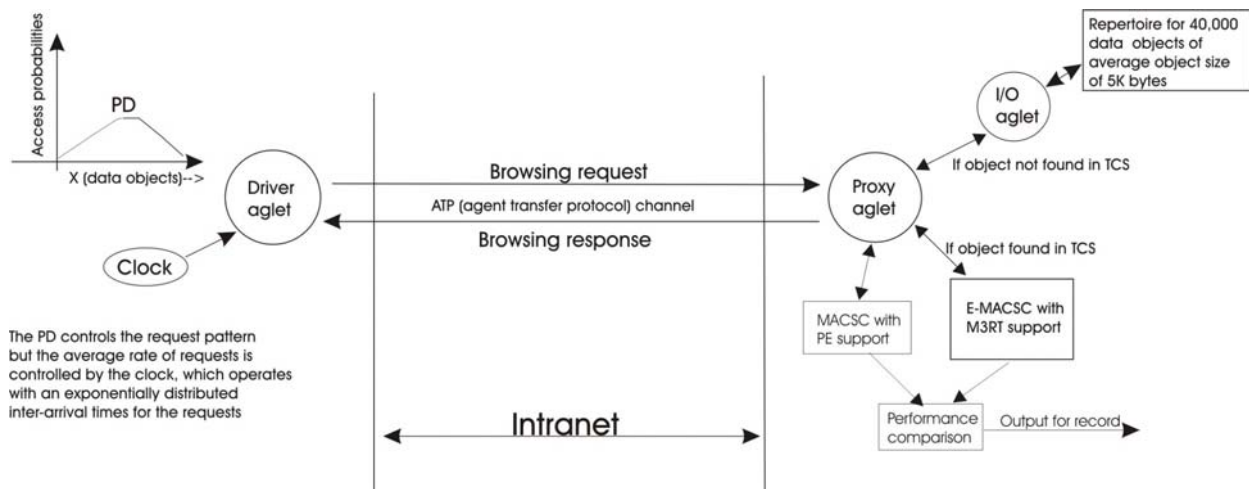 Access probabilities
PD
X (data objects)-->
Driver
aglet
Clock
The PD controls the request pattern
but the average rate of requests is
controlled by the clock, which operates
with an exponentially distributed
inter-arrival times for the requests
Browsing request
ATP (agent transfer protocol) channel
Browsing response
Intranet
Repertoire for 40,000
data objects of
average object size
of 5K bytes
I/O
aglet
If object not found in TCS
Proxy
aglet
If object found in TCS
MACSC with
PE support
E-MACSC with
M3RT support
Performance
comparison
Output for record